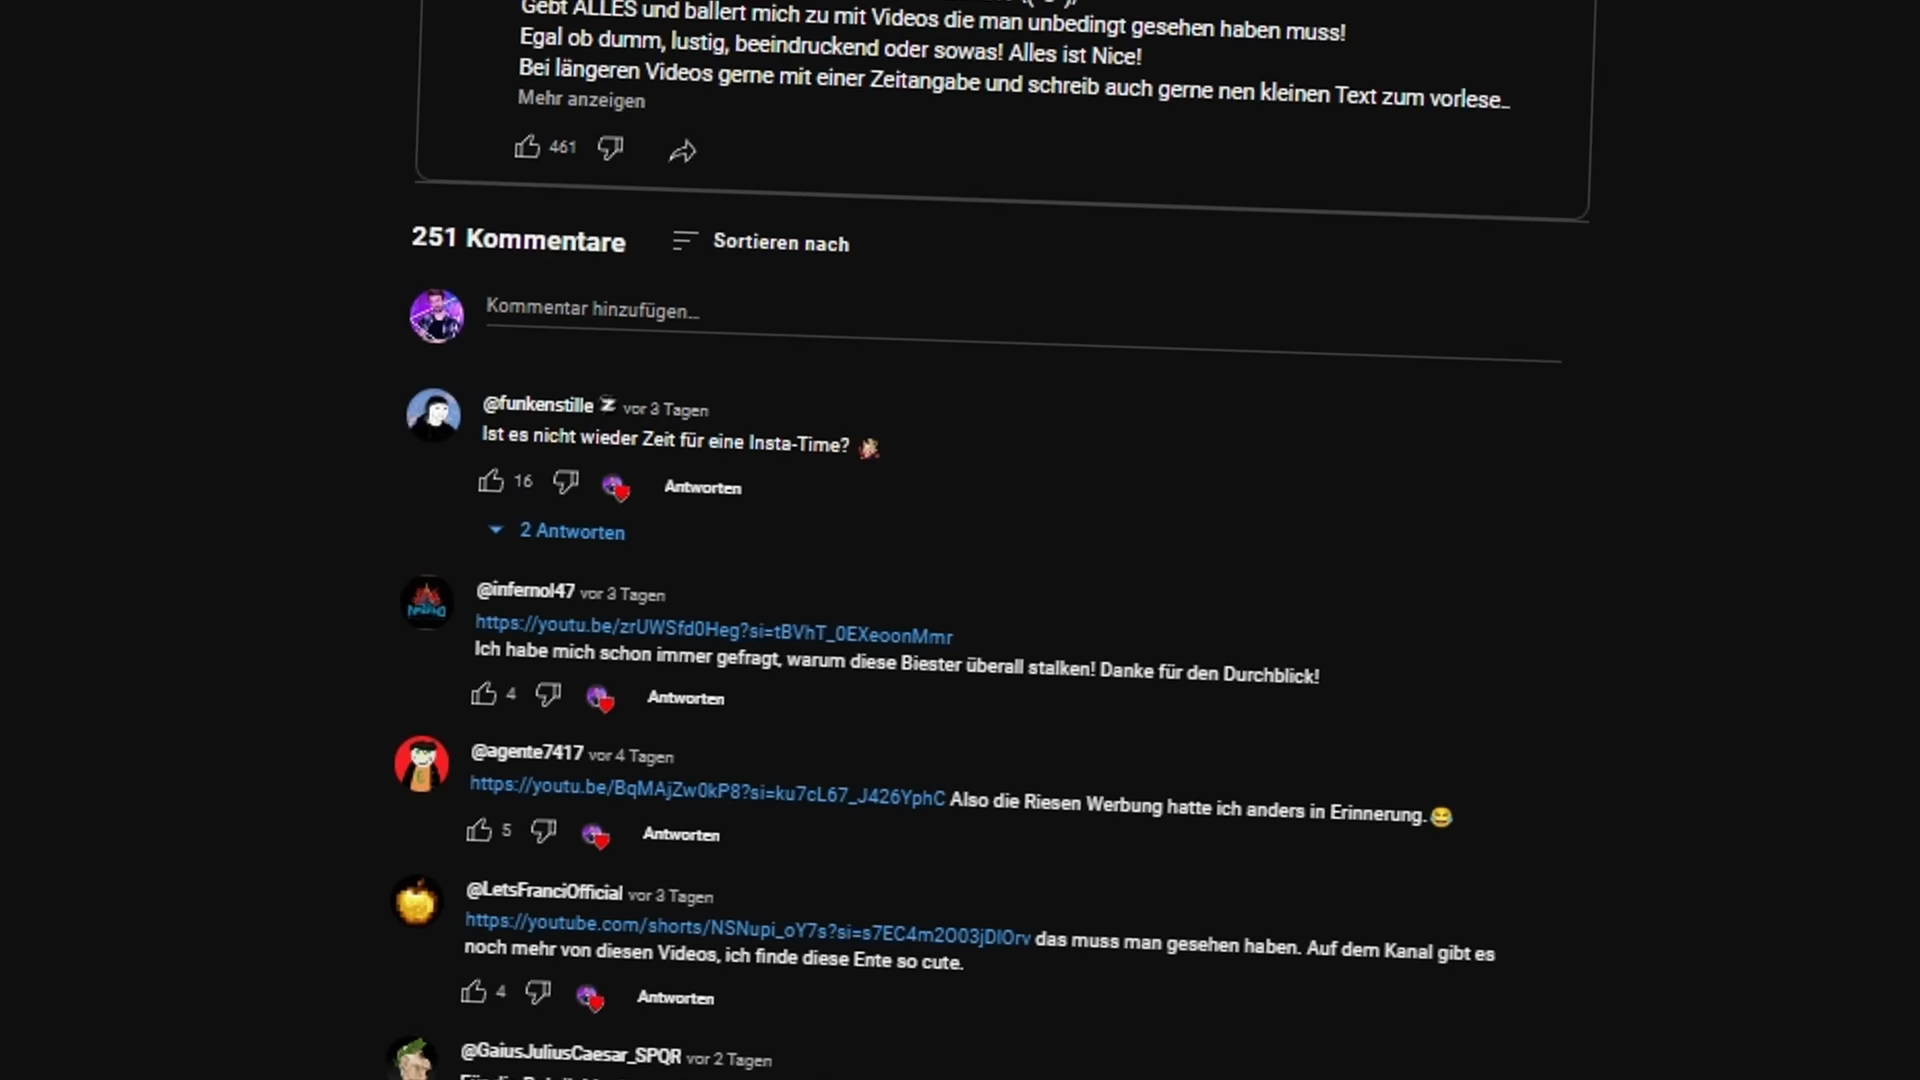 Gebt ALLES und ballert mich zu mit Videos die man unbedingt gesehen haben muss!
Egal ob dumm, lustig, beeindruckend oder sowas! Alles ist Nice!
Bei längeren Videos gerne mit einer Zeitangabe und schreib auch gerne nen kleinen Text zum vorlese...
Mehr anzeigen
461
251 Kommentare
Sortieren nach
Kommentar hinzufügen...
@funkenstille vor 3 Tagen
Ist es nicht wieder Zeit für eine Insta-Time?
16
Antworten
2 Antworten
@infernol47 vor 3 Tagen
https://youtu.be/zrUWSfd0Heg?si=tBVhT_0EXeoonMmr
Ich habe mich schon immer gefragt, warum diese Biester überall stalken! Danke für den Durchblick!
4
Antworten
@agente7417 vor 4 Tagen
https://youtu.be/BqMAjZw0kP8?si=ku7cL67_J426YphC Also die Riesen Werbung hatte ich anders in Erinnerung. 😂
5
Antworten
@LetsFranciOfficial vor 3 Tagen
https://youtube.com/shorts/NSNupi_oY7s?si=s7EC4m2O03jDIOrv das muss man gesehen haben. Auf dem Kanal gibt es
noch mehr von diesen Videos, ich finde diese Ente so cute.
4
Antworten
@GaiusJuliusCaesar_SPQR vor 2 Tagen